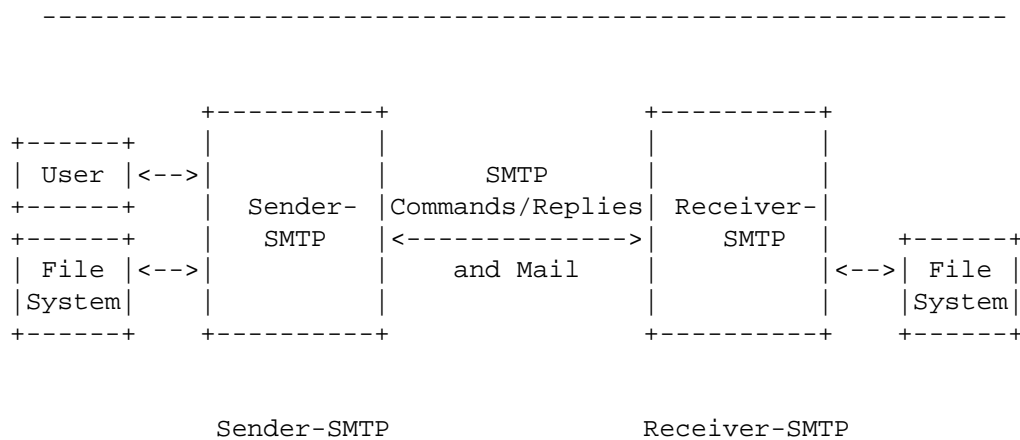 User
File
System
Sender-
SMTP
SMTP
Commands/Replies
and Mail
Receiver-
SMTP
File
System
Sender-SMTP
Receiver-SMTP